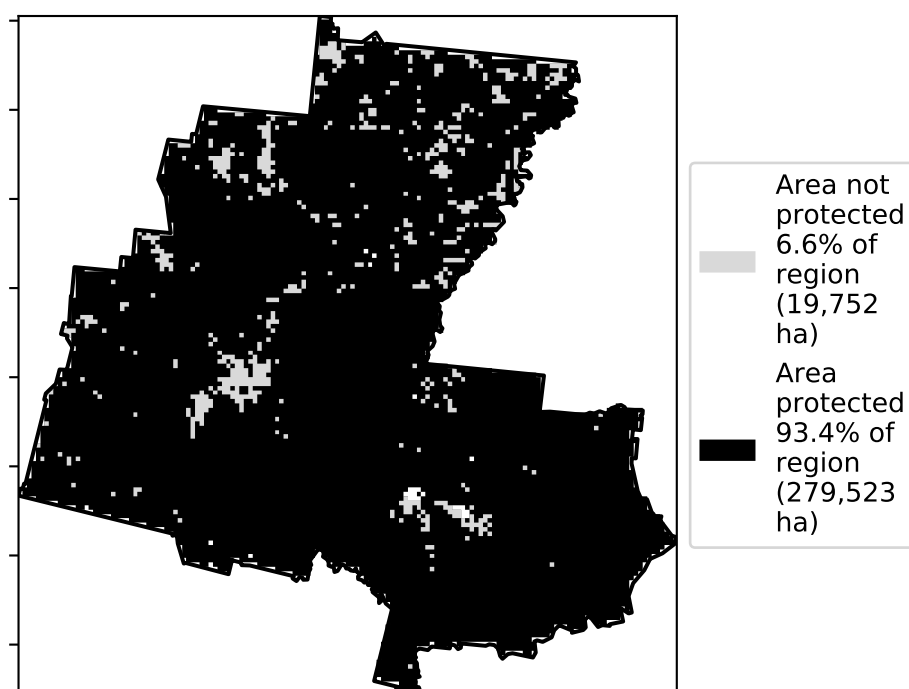 Area not
protected
6.6% of
region
(19,752
ha)
Area
protected
93.4% of
region
(279,523
ha)